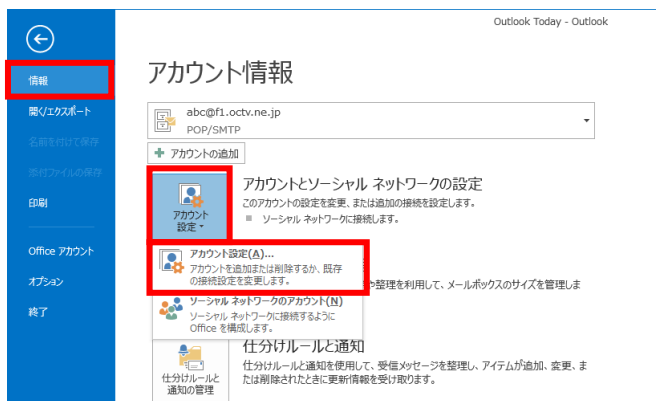 Outlook Today - Outlook
情報
開く/エクスポート
名前を付けて保存
添付ファイルの保存
印刷
Office アカウント
オプション
終了
アカウント情報
abc@f1.octv.ne.jp
POP/SMTP
アカウントの追加
アカウント
設定
アカウントとソーシャル ネットワークの設定
このアカウントの設定を変更、または追加の接続を設定します。
ソーシャル ネットワークに接続します。
アカウント設定(A)...
アカウントを追加または削除するか、既存
の接続設定を変更します。
や整理を利用して、メールボックスのサイズを管理しま
ソーシャル ネットワークのアカウント(N)
ソーシャル ネットワークに接続するように
Office を構成します。
仕分けルールと
通知の管理
仕分けルールと通知
仕分けルールと通知を使用して、受信メッセージを整理し、アイテムが追加、変更、ま
たは削除されたときに更新情報を受け取ります。